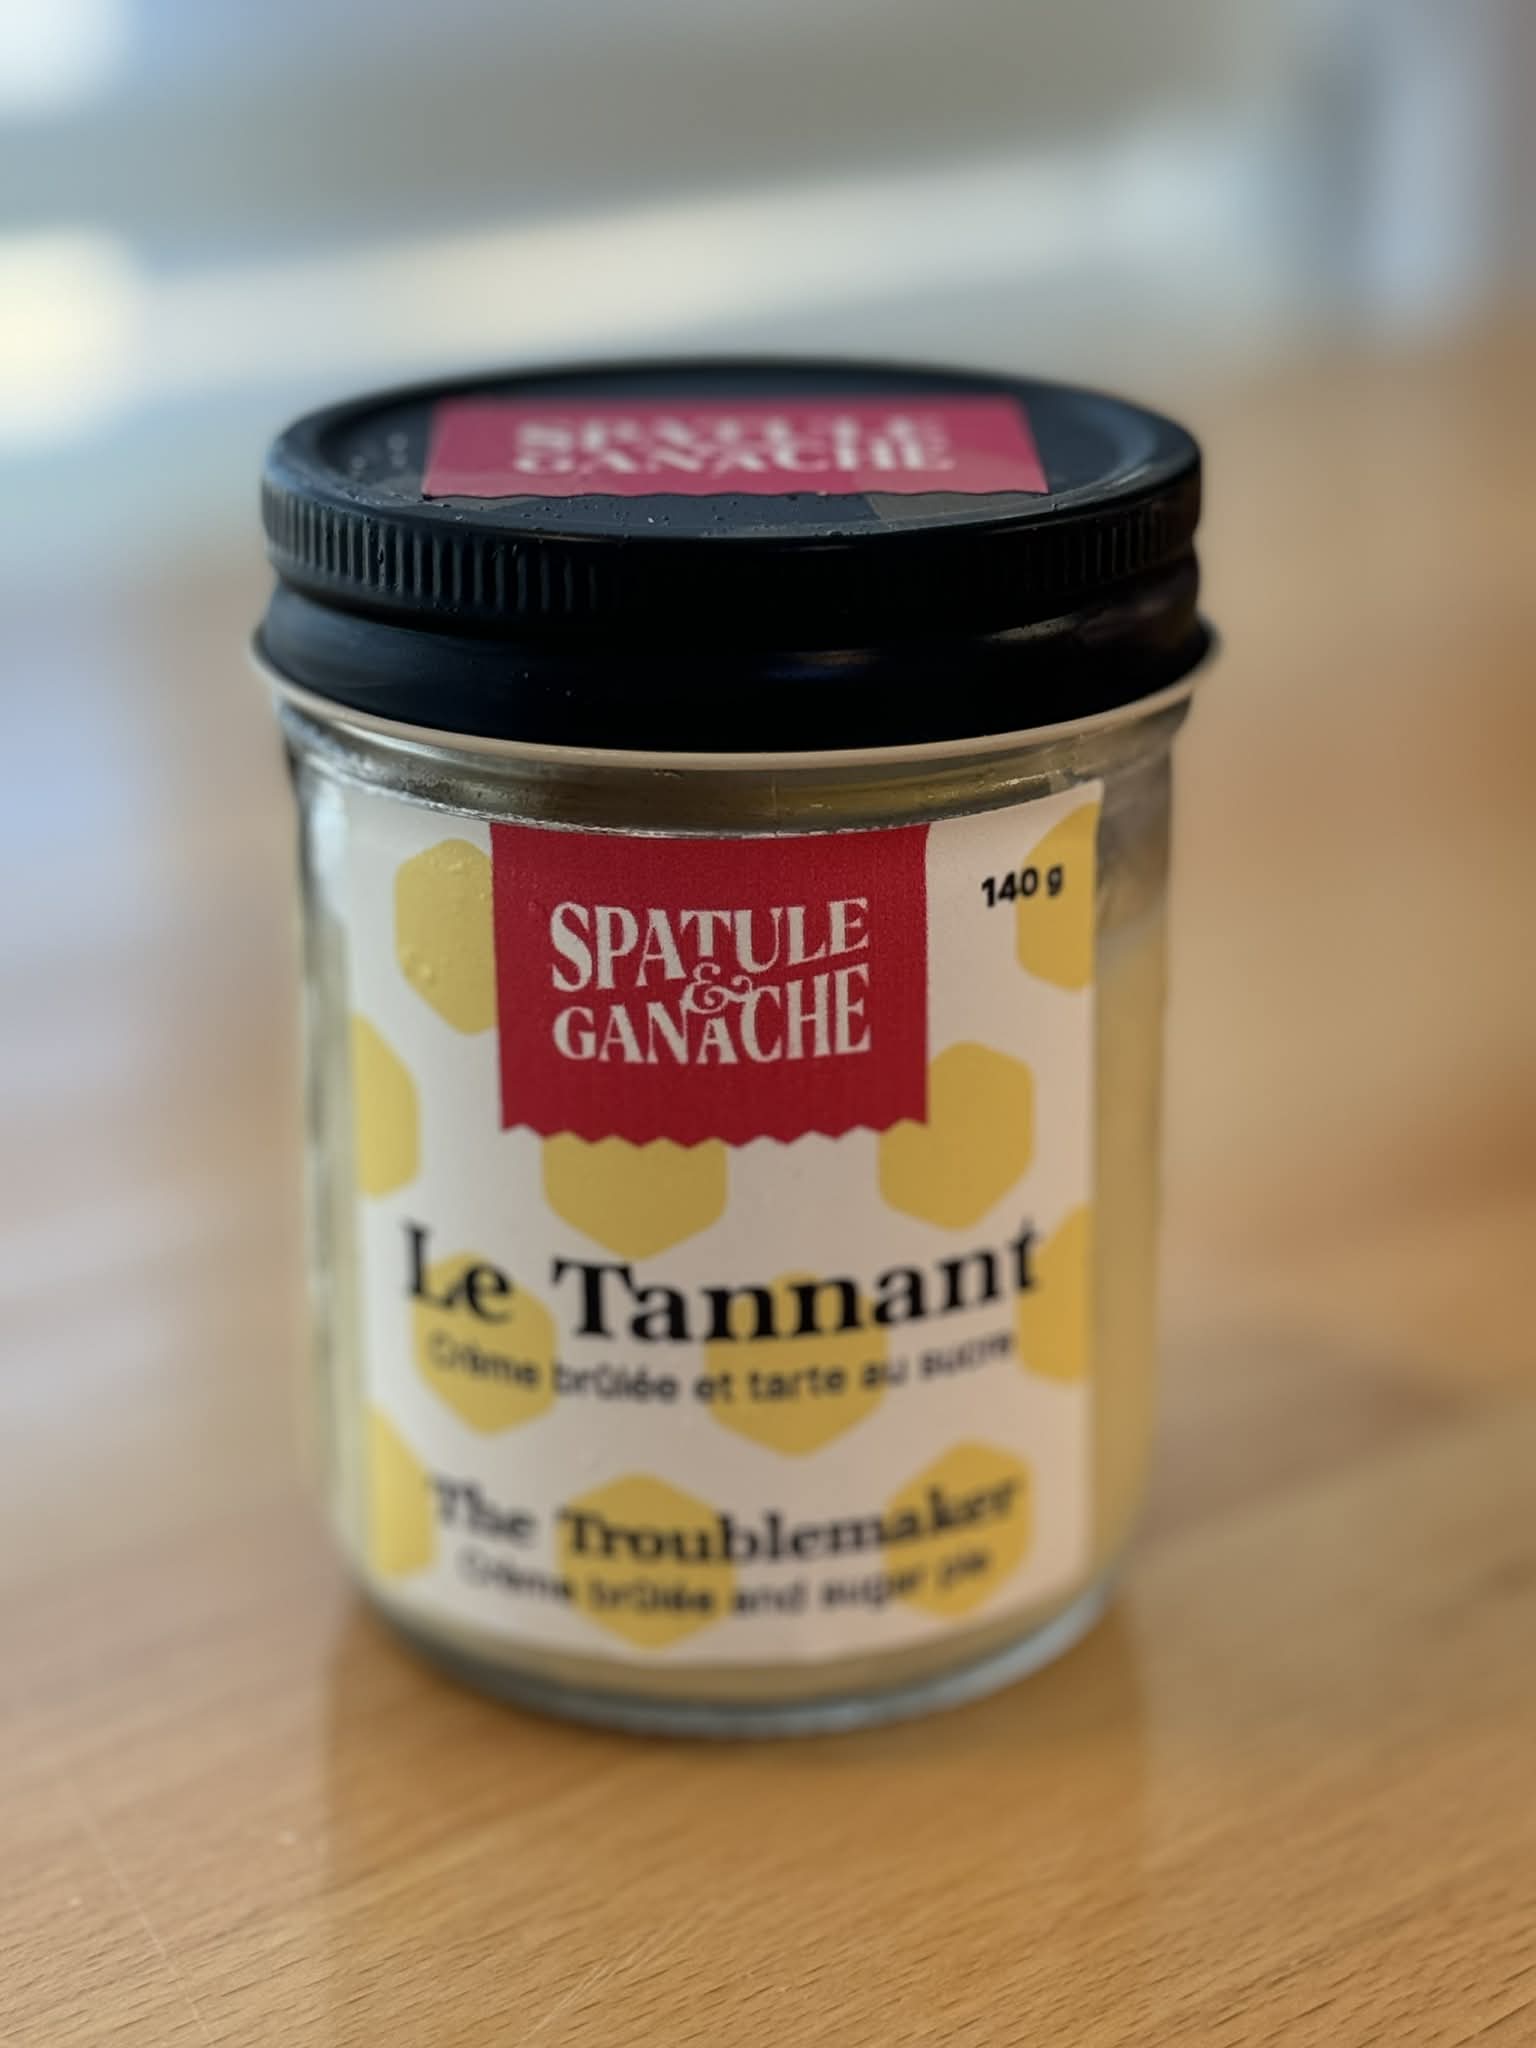 SPATULE
GANACHE
SPATULE
&
GANACHE
140 g
Le Tannant
Crème brûlée et tarte au sucre
The Troublemaker
Crème brûlée and sugar pie